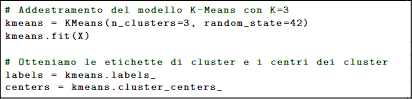 # Addestramento del modello K-Means con K=3
kmeans = KMeans(n_clusters=3, random_state=42)
kmeans.fit(X)

# Otteniamo le etichette di cluster e i centri dei cluster
labels = kmeans.labels_
centers = kmeans.cluster_centers_